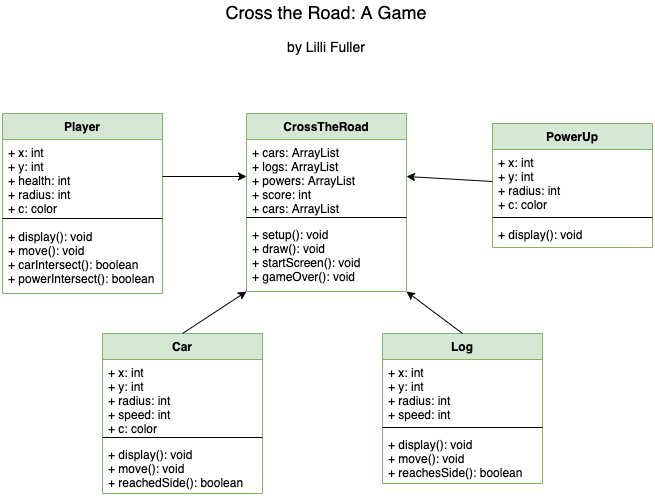 Cross the Road: A Game
by Lilli Fuller
Player
+ x: int
+ y: int
+ health: int
+ radius: int
+ c: color
+ display(): void
+ move(): void
+ carIntersect(): boolean
+ powerIntersect(): boolean
CrossTheRoad
+ cars: ArrayList
+ logs: ArrayList
+ powers: ArrayList
+ score: int
+ cars: ArrayList
+ setup(): void
+ draw(): void
+ startScreen(): void
+ gameOver(): void
PowerUp
+ x: int
+ y: int
+ radius: int
+ c: color
+ display(): void
Car
+ x: int
+ y: int
+ radius: int
+ speed: int
+ c: color
+ display(): void
+ move(): void
+ reachedSide(): boolean
Log
+ x: int
+ y: int
+ radius: int
+ speed: int
+ display(): void
+ move(): void
+ reachesSide(): boolean